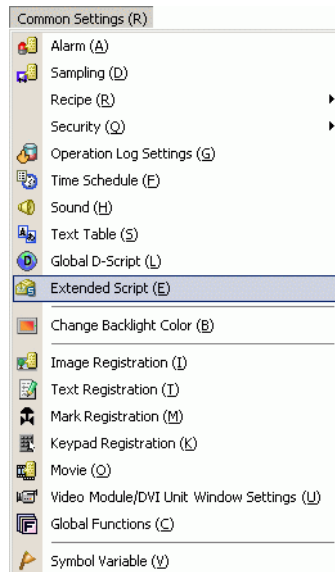 Common Settings (R)
Alarm (A)
Sampling (D)
Recipe (R)
Security (Q)
Operation Log Settings (G)
Time Schedule (F)
Sound (H)
Text Table (S)
Global D-Script (L)
Extended Script (E)
Change Backlight Color (B)
Image Registration (I)
Text Registration (T)
Mark Registration (M)
Keypad Registration (K)
Movie (O)
Video Module/DVI Unit Window Settings (U)
Global Functions (C)
Symbol Variable (V)